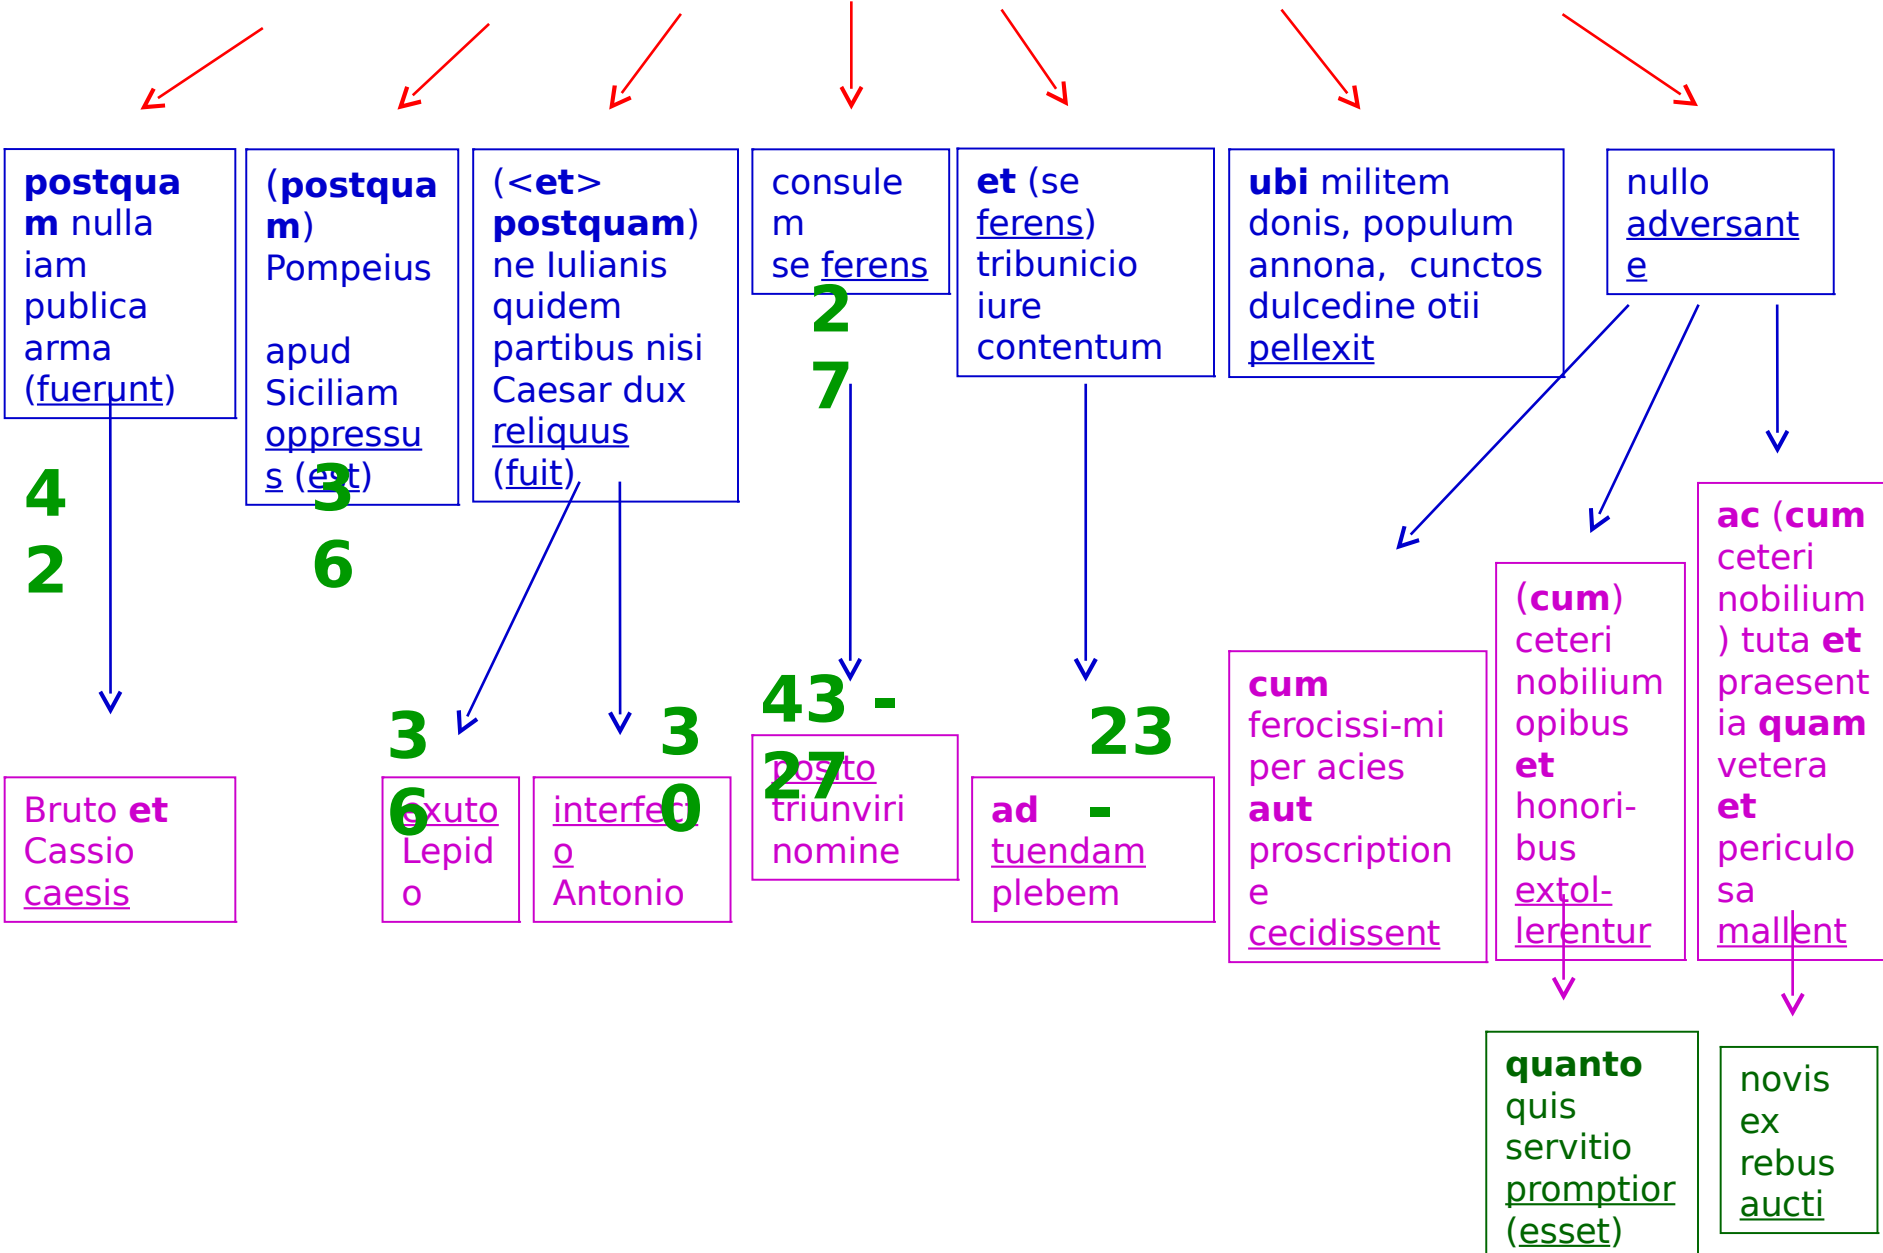 postqua
m nulla
iam
publica
arma
(fuerunt)
4
2
(postqua
m)
Pompeius
apud
Siciliam
oppressu
s (est)
3
6
(<et>
postquam)
ne Iulianis
quidem
partibus nisi
Caesar dux
reliquus
(fuit)
consule
m
se ferens
2
7
et (se
ferens)
tribunicio
iure
contentum
ubi militem
donis, populum
annona, cunctos
dulcedine otii
pellexit
nullo
adversant
e
Bruto et
Cassio
caesis
3
6
exuto
Lepid
o
3
0
interfect
o
Antonio
43 -
27
posito
triunviri
nomine
23
-
ad
tuendam
plebem
cum
ferocissi-mi
per acies
aut
proscription
e
cecidissent
(cum)
ceteri
nobilium
opibus
et
honori-
bus
extol-
lerentur
ac (cum
ceteri
nobilium
) tuta et
praesent
ia quam
vetera
et
periculo
sa
mallent
quanto
quis
servitio
promptior
(esset)
novis
ex
rebus
aucti